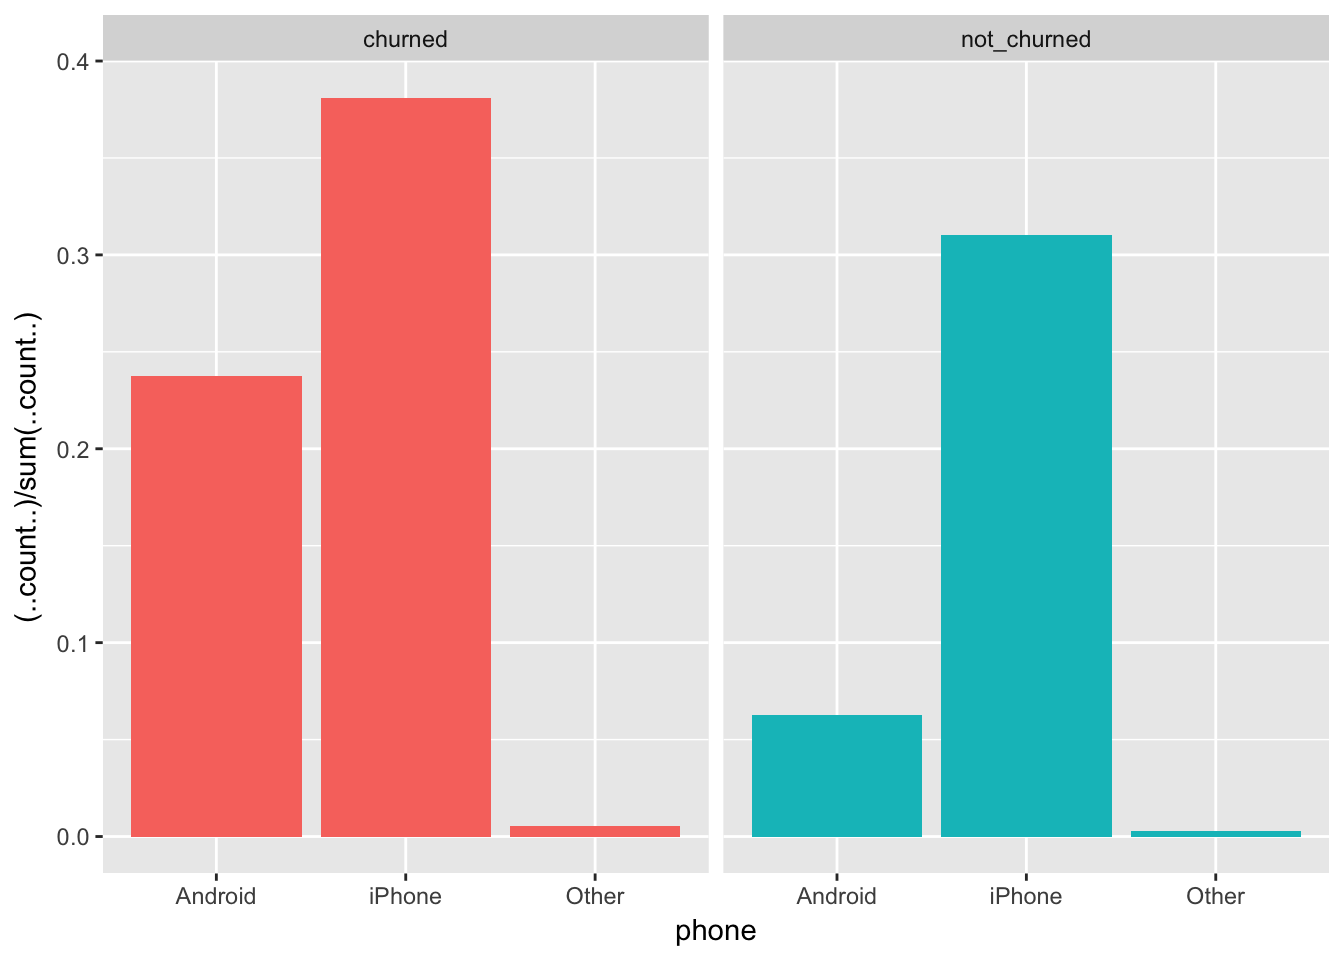 churned
not_churned
0.4
0.3
0.2
0.1
0.0
(..count..)/sum(..count..)
Android
iPhone
Other
Android
iPhone
Other
phone